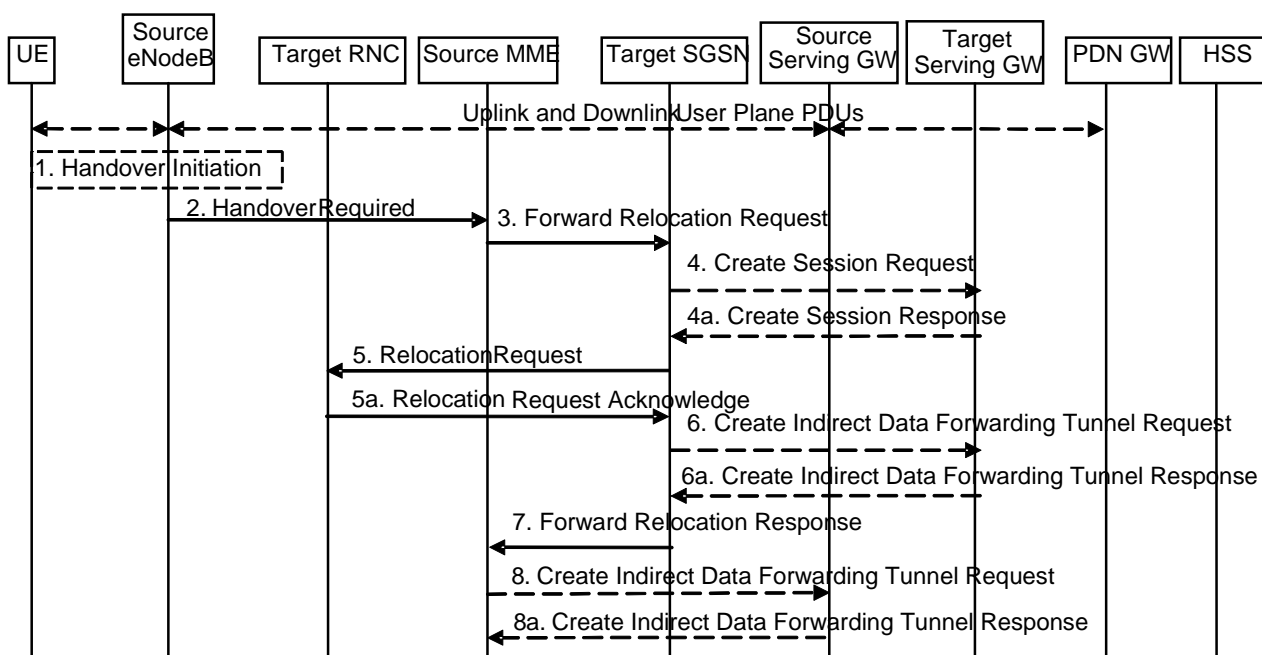 UE
Source
eNodeB
Target RNC
Source MME
Target SGSN
Source
Serving GW
Target
Serving GW
PDN GW
HSS
Uplink and Downlink User Plane PDUs
1. Handover Initiation
2. Handover Required
3. Forward Relocation Request
4. Create Session Request
4a. Create Session Response
5. Relocation Request
5a. Relocation Request Acknowledge
6. Create Indirect Data Forwarding Tunnel Request
6a. Create Indirect Data Forwarding Tunnel Response
7. Forward Relocation Response
8. Create Indirect Data Forwarding Tunnel Request
8a. Create Indirect Data Forwarding Tunnel Response